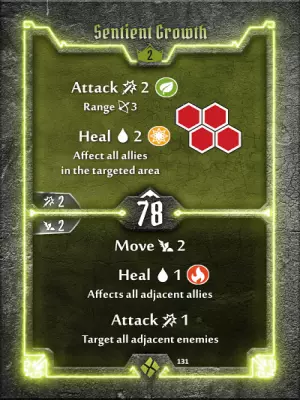 Sentient Growth
2
Attack 2
Range 3
Heal 2
Affect all allies
in the targeted area
2
78
2
Move 2
Heal 1
Affects all adjacent allies
Attack 1
Target all adjacent enemies
131